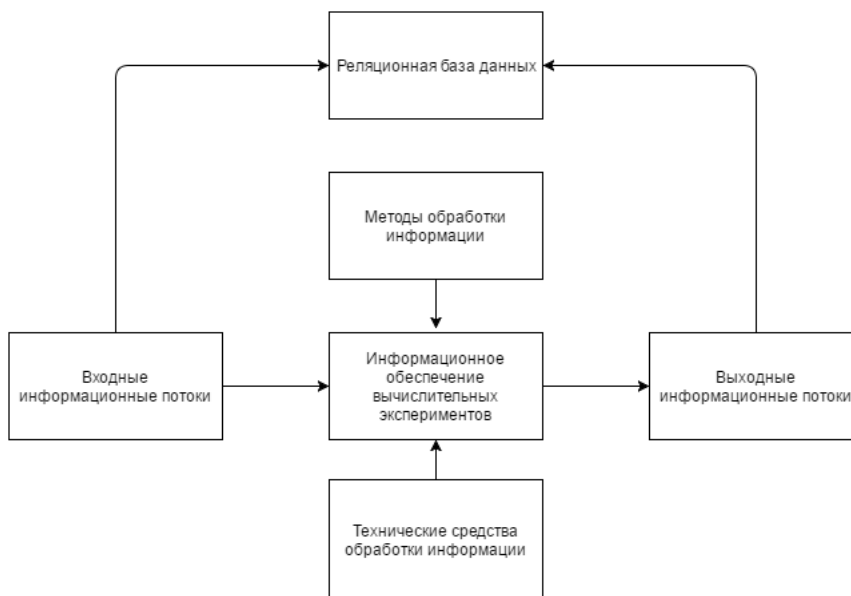 Реляционная база данных
Методы обработки
информации
Входные
информационные потоки
Информационное
обеспечение
вычислительных
экспериментов
Выходные
информационные потоки
Технические средства
обработки информации